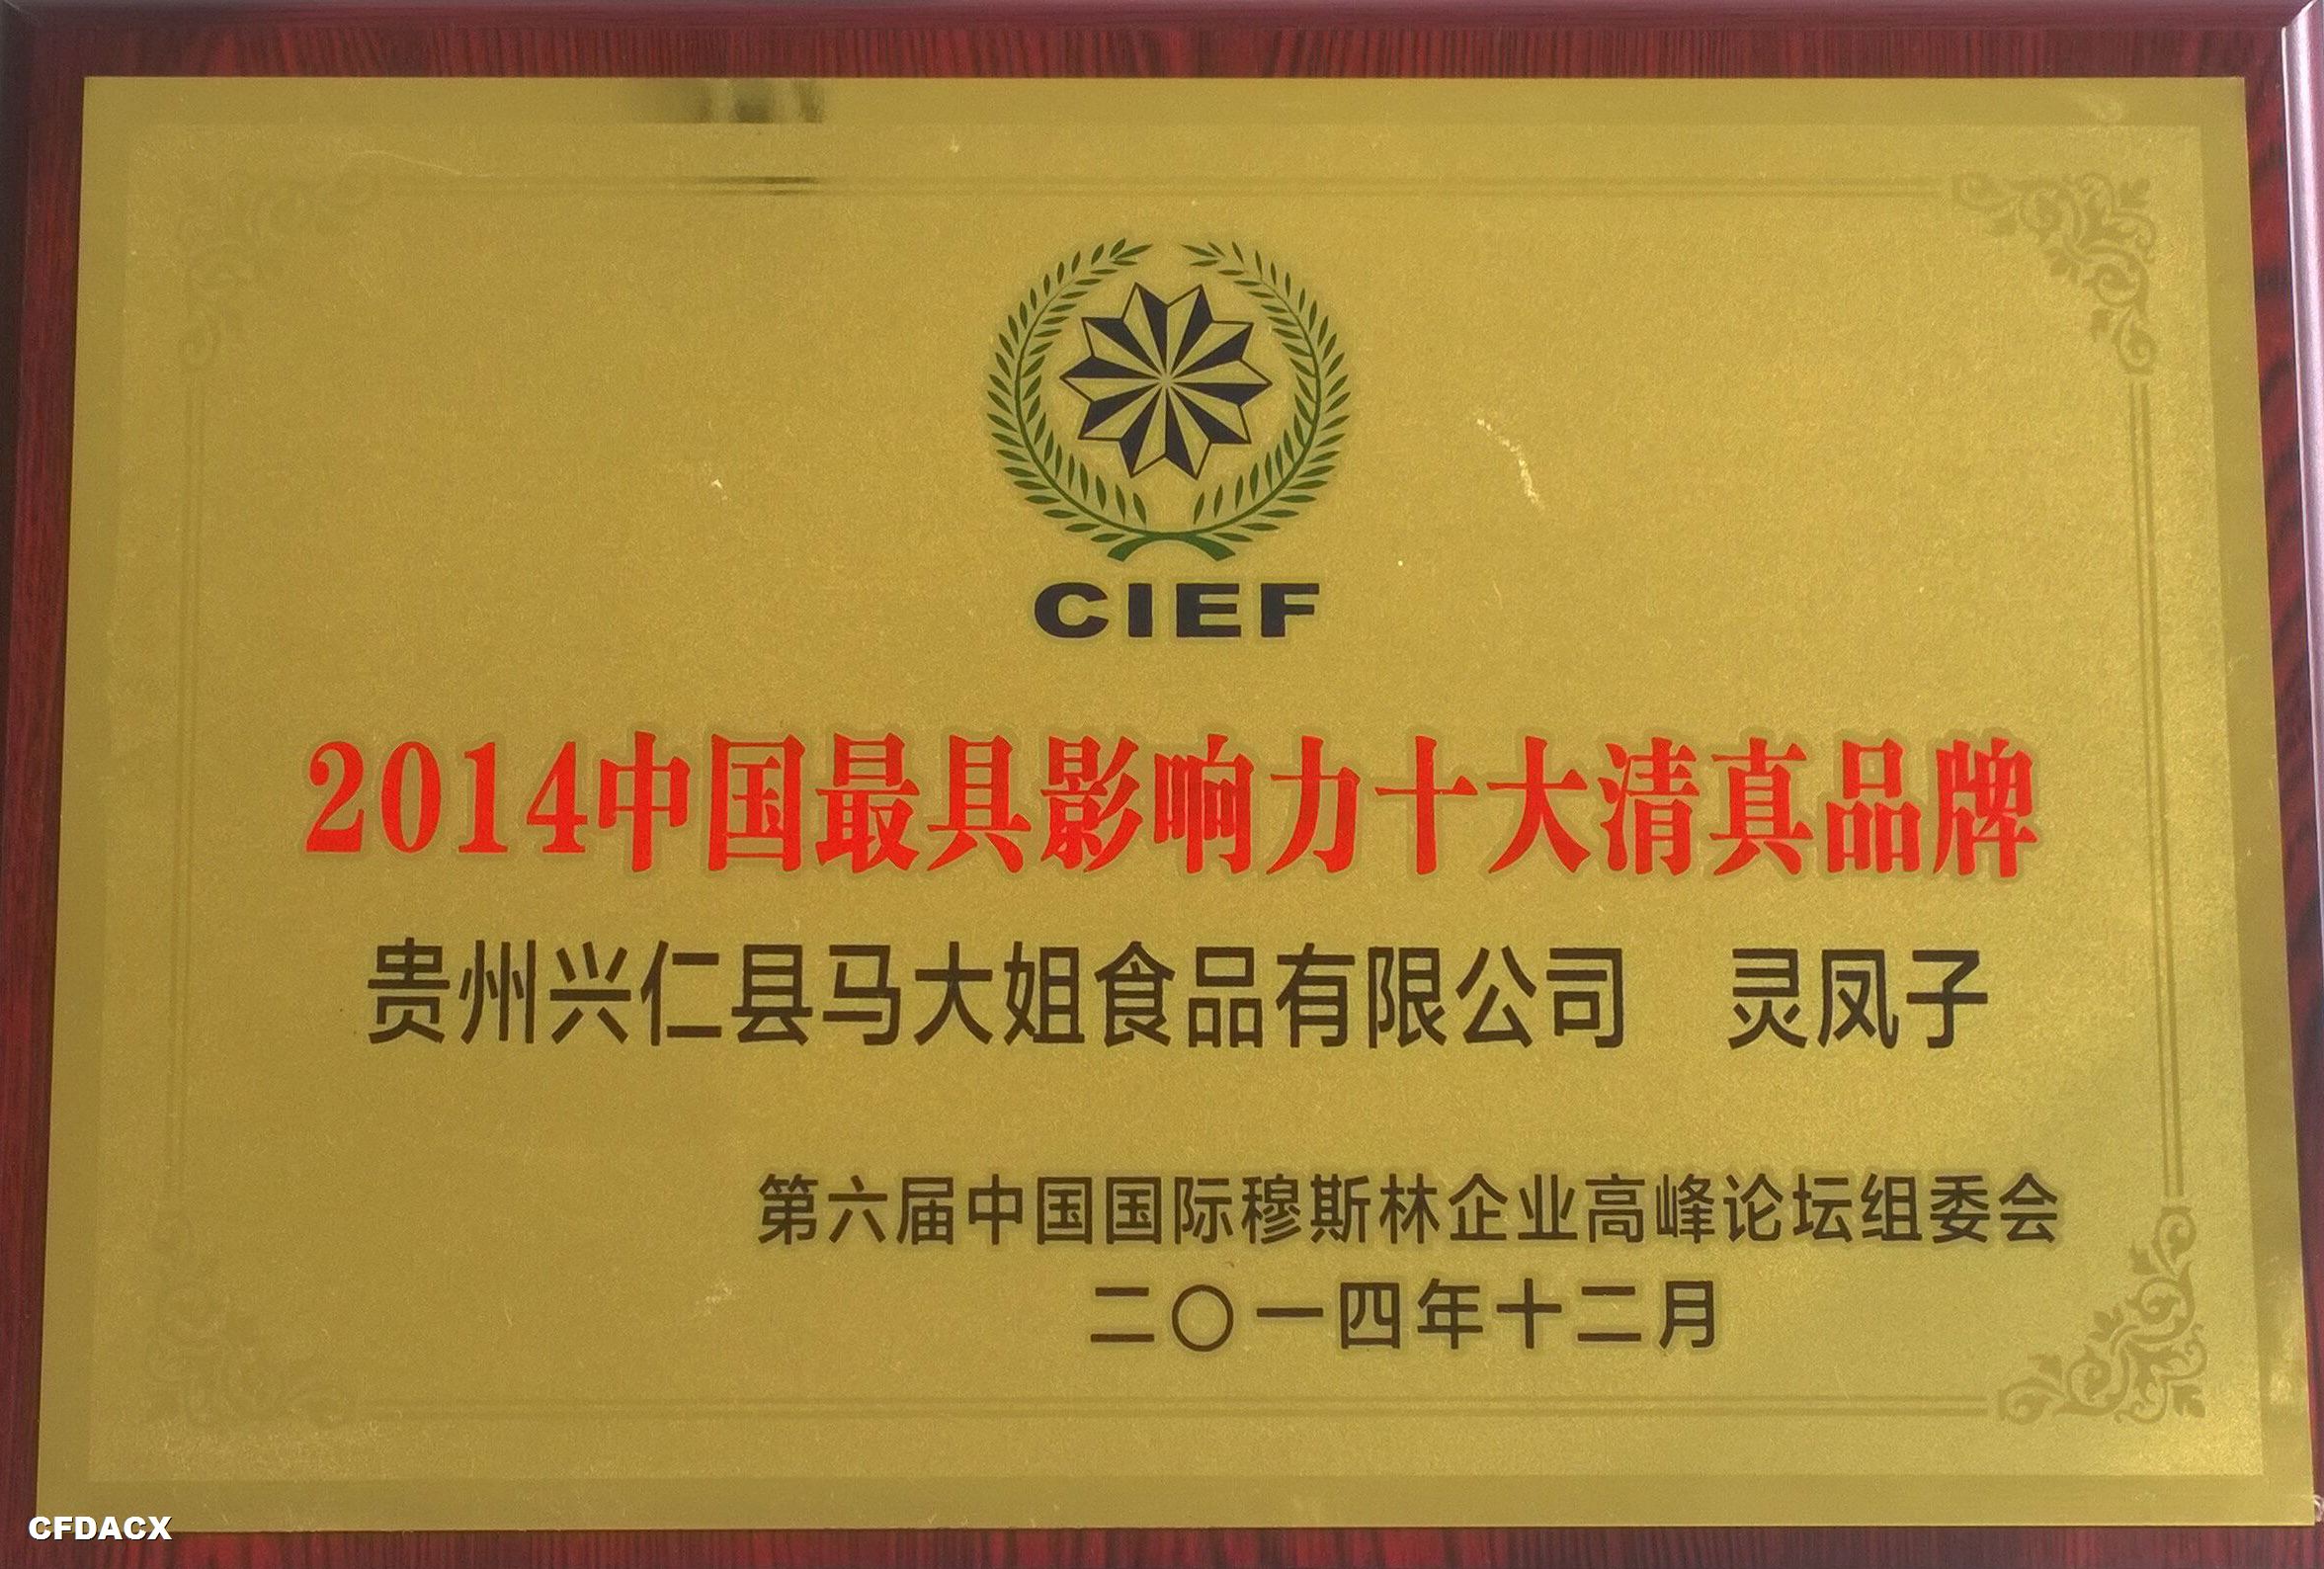 CIEF
2014中国最具影响力十大清真品牌
贵州兴仁县马大姐食品有限公司 灵凤子
第六届中国国际穆斯林企业高峰论坛组委会
二〇一四年十二月
CFDACX